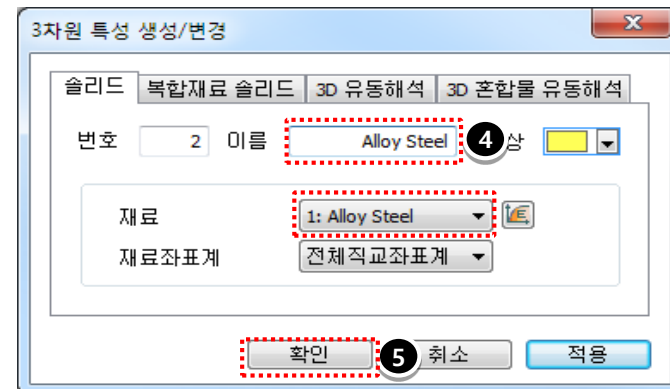 3차원 특성 생성/변경
솔리드 복합재료 솔리드 3D 유동해석 3D 혼합물 유동해석
번호 2 이름 Alloy Steel 4 상
재료 1: Alloy Steel
재료좌표계 전체직교좌표계
확인 5 취소 적용